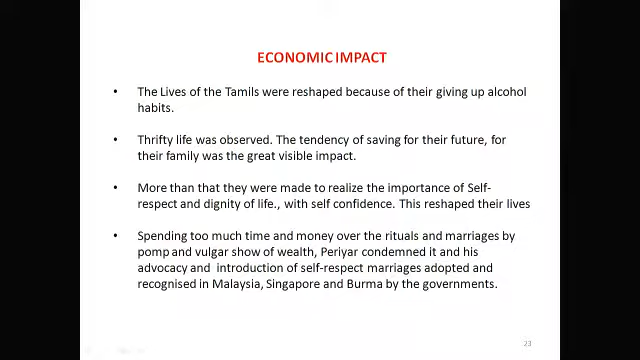 ECONOMIC IMPACT
• The Lives of the Tamils were reshaped because of their giving up alcohol
habits.
• Thrifty life was observed. The tendency of saving for their future, for
their family was the great visible impact.
• More than that they were made to realize the importance of Self-
respect and dignity of life., with self confidence. This reshaped their lives
• Spending too much time and money over the rituals and marriages by
pomp and vulgar show of wealth, Periyar condemned it and his
advocacy and introduction of self-respect marriages adopted and
recognised in Malaysia, Singapore and Burma by the governments.
23